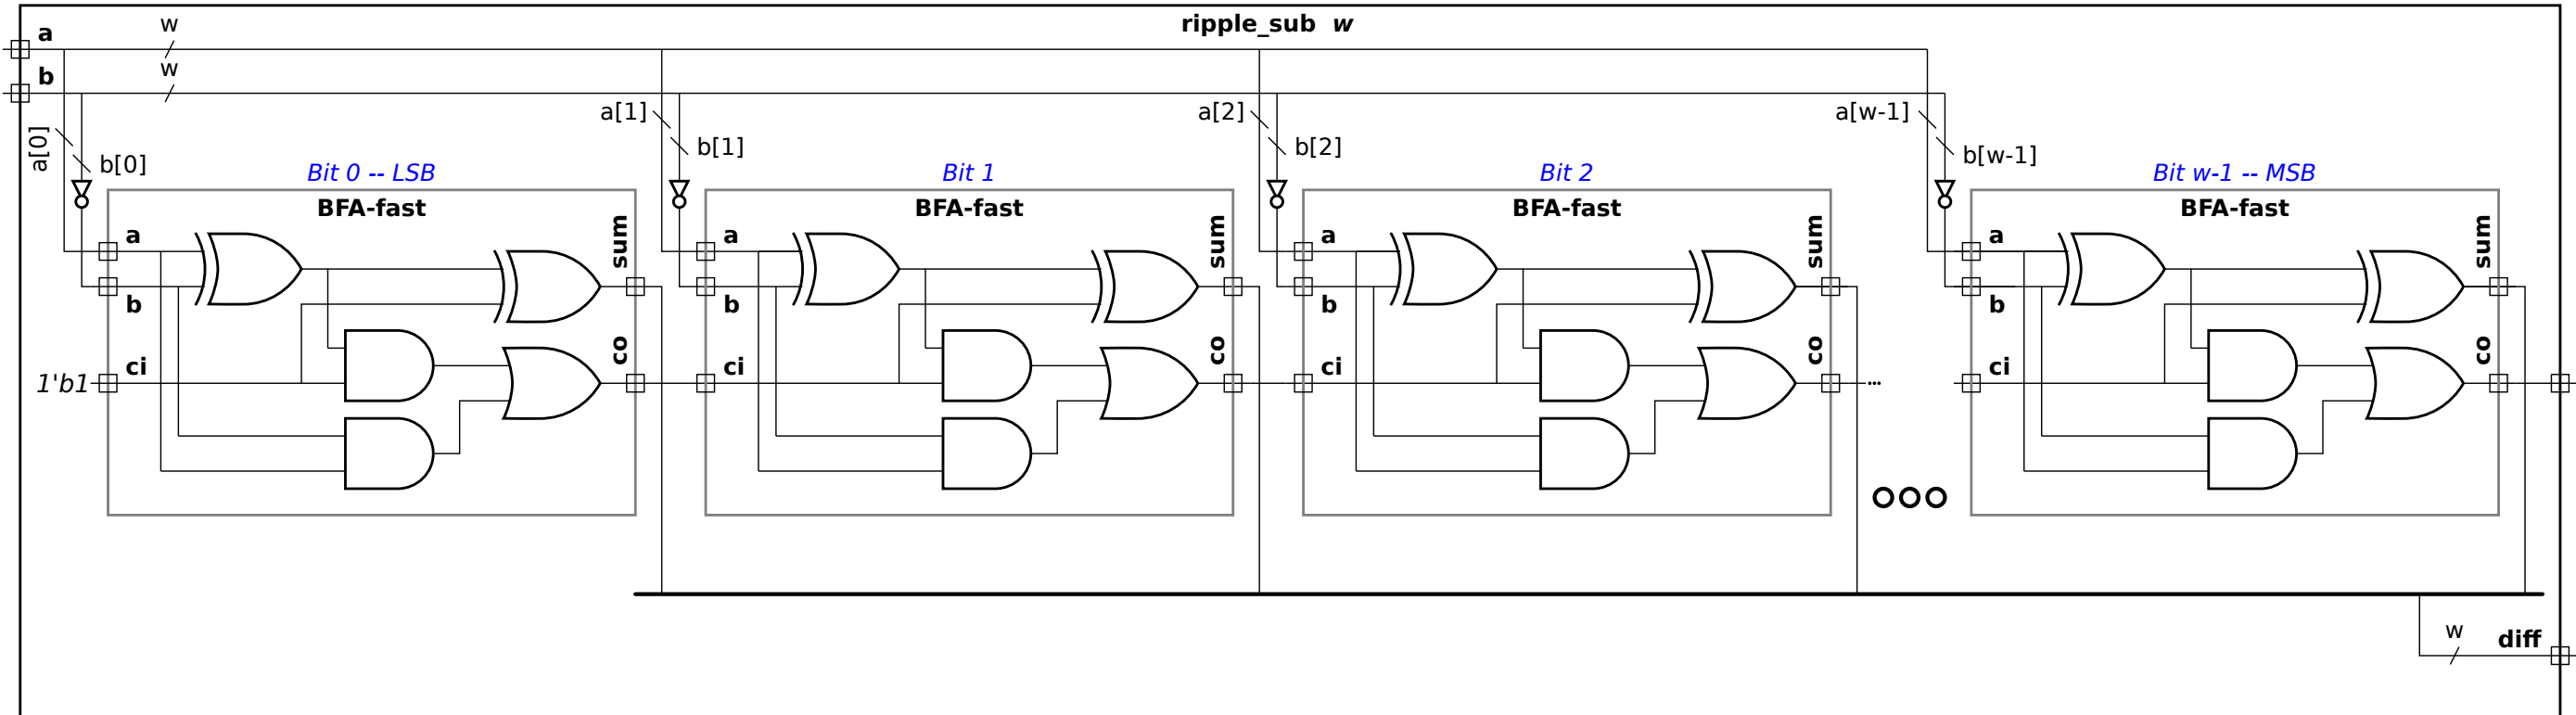 ripple_sub w
a
w
b
w
a[0]
b[0]
a[1]
b[1]
a[2]
b[2]
a[w-1]
b[w-1]
Bit 0 -- LSB
BFA-fast
a
b
ci
sum
co
1'b1
Bit 1
BFA-fast
a
b
ci
sum
co
Bit 2
BFA-fast
a
b
ci
sum
co
...
Bit w-1 -- MSB
BFA-fast
a
b
ci
sum
co
w
diff